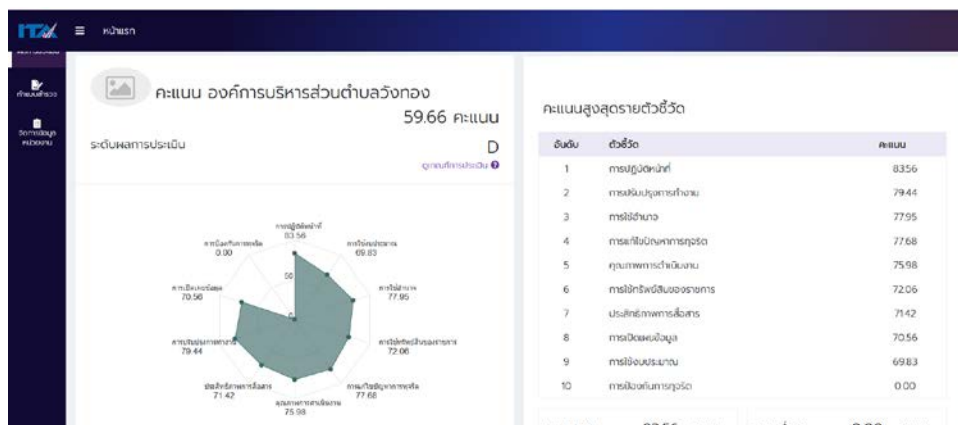 ITA
หน้าแรก
คะแนน องค์การบริหารส่วนตำบลวังทอง
59.66 คะแนน
ระดับผลการประเมิน
D
ดูเกณฑ์การประเมิน
การปฏิบัติหน้าที่
83.56
การใช้งบประมาณ
69.83
การใช้อำนาจ
77.95
การใช้ทรัพย์สินของราชการ
72.06
การแก้ไขปัญหาการทุจริต
77.68
คุณภาพการดำเนินงาน
75.98
ประสิทธิภาพการสื่อสาร
71.42
การปรับปรุงการทำงาน
79.44
การเปิดเผยข้อมูล
70.56
การป้องกันการทุจริต
0.00
50
0
คะแนนสูงสุดรายตัวชี้วัด
อันดับ ตัวชี้วัด คะแนน
1 การปฏิบัติหน้าที่ 83.56
2 การปรับปรุงการทำงาน 79.44
3 การใช้อำนาจ 77.95
4 การแก้ไขปัญหาการทุจริต 77.68
5 คุณภาพการดำเนินงาน 75.98
6 การใช้ทรัพย์สินของราชการ 72.06
7 ประสิทธิภาพการสื่อสาร 71.42
8 การเปิดเผยข้อมูล 70.56
9 การใช้งบประมาณ 69.83
10 การป้องกันการทุจริต 0.00